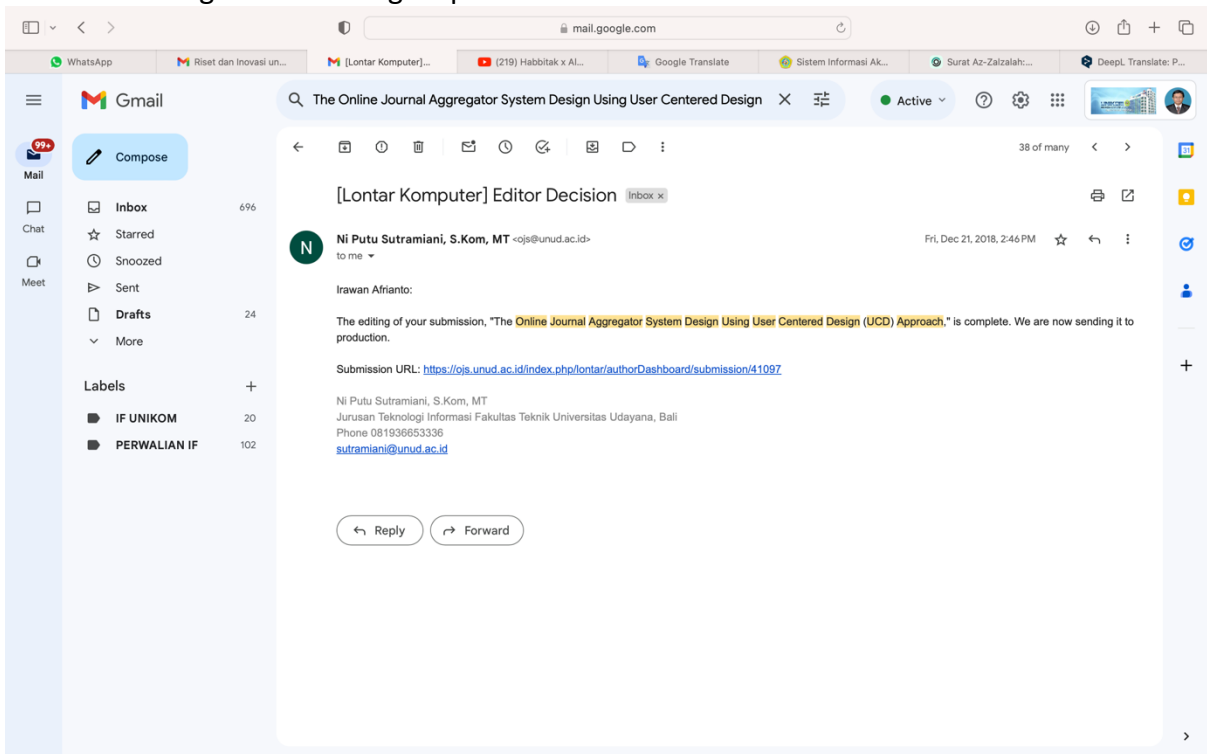 mail.google.com
WhatsApp
Riset dan Inovasi un...
[Lontar Komputer]...
(219) Habbitak x Al...
Google Translate
Sistem Informasi Ak...
Surat Az-Zalzalah:...
DeepL Translate: P...
Gmail
The Online Journal Aggregator System Design Using User Centered Design
Active
99+
Mail
Chat
Meet
Compose
Inbox 696
Starred
Snoozed
Sent
Drafts 24
More
Labels
IF UNIKOM 20
PERWALIAN IF 102
38 of many
[Lontar Komputer] Editor Decision Inbox x
N
Ni Putu Sutramiani, S.Kom, MT <ojs@unud.ac.id> Fri, Dec 21, 2018, 2:46 PM
to me
Irawan Afrianto:
The editing of your submission, "The Online Journal Aggregator System Design Using User Centered Design (UCD) Approach," is complete. We are now sending it to
production.
Submission URL: https://ojs.unud.ac.id/index.php/lontar/authorDashboard/submission/41097
Ni Putu Sutramiani, S.Kom, MT
Jurusan Teknologi Informasi Fakultas Teknik Universitas Udayana, Bali
Phone 081936653336
sutramiani@unud.ac.id
Reply
Forward
31